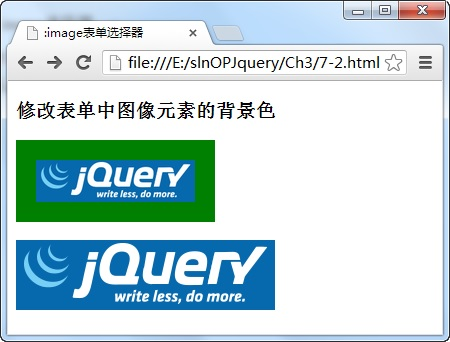 :image表单选择器
file:///E:/slnOPJquery/Ch3/7-2.html
修改表单中图像元素的背景色
jQuery
write less, do more.
jQuery
write less, do more.